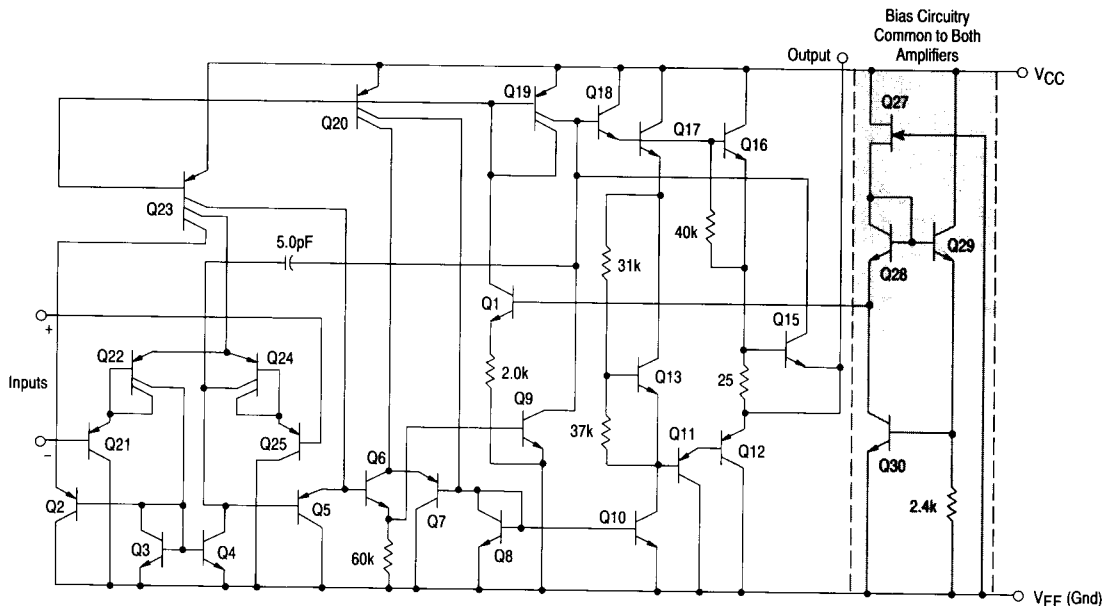 Bias Circuitry
Common to Both
Amplifiers
Output
VCC
Q27
Q19
Q18
Q20
Q17
Q16
Q23
5.0pF
40k
31k
Q28
Q29
Q1
+
Q15
Q22
Q24
2.0k
Inputs
Q13
25
Q9
37k
−
Q21
Q25
Q11
Q12
Q30
Q6
Q2
Q5
Q7
Q10
2.4k
Q3
Q4
60k
Q8
VEE (Gnd)